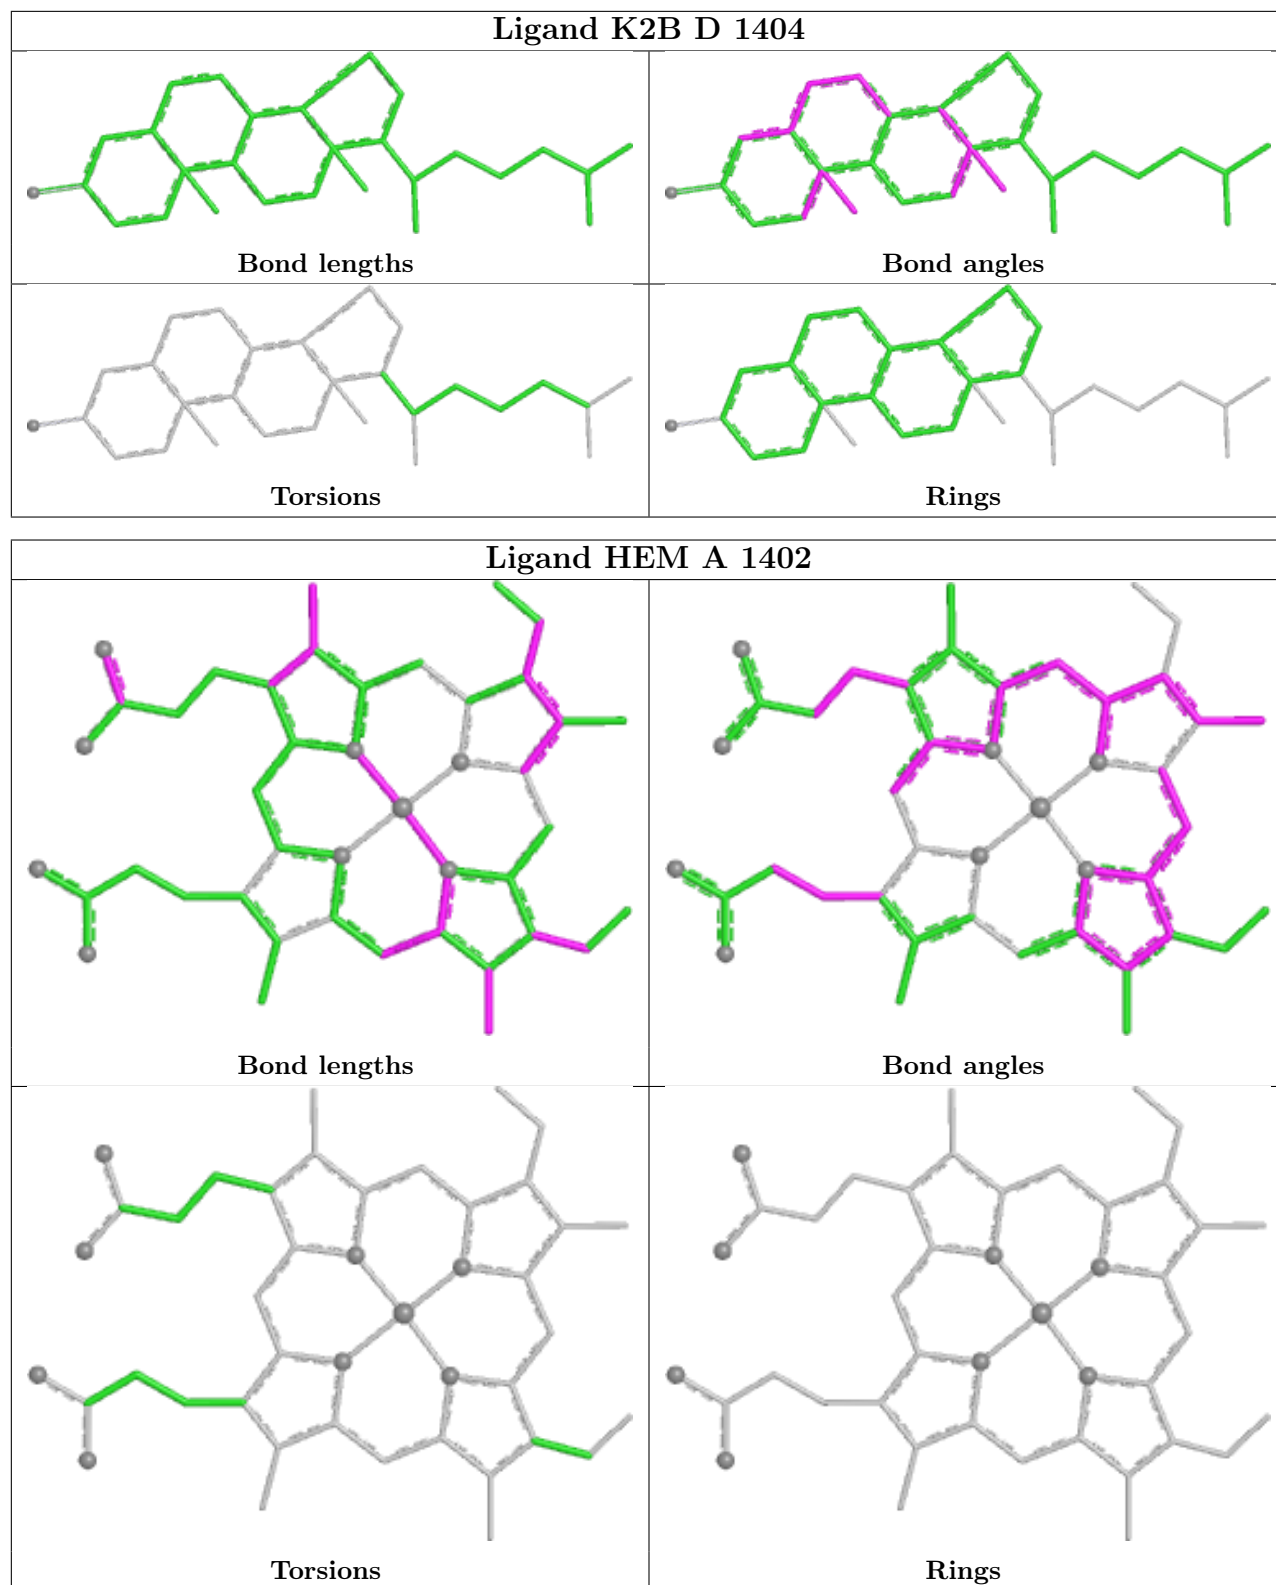 Ligand K2B D 1404
Bond lengths
Bond angles
Torsions
Rings
Ligand HEM A 1402
Bond lengths
Bond angles
Torsions
Rings